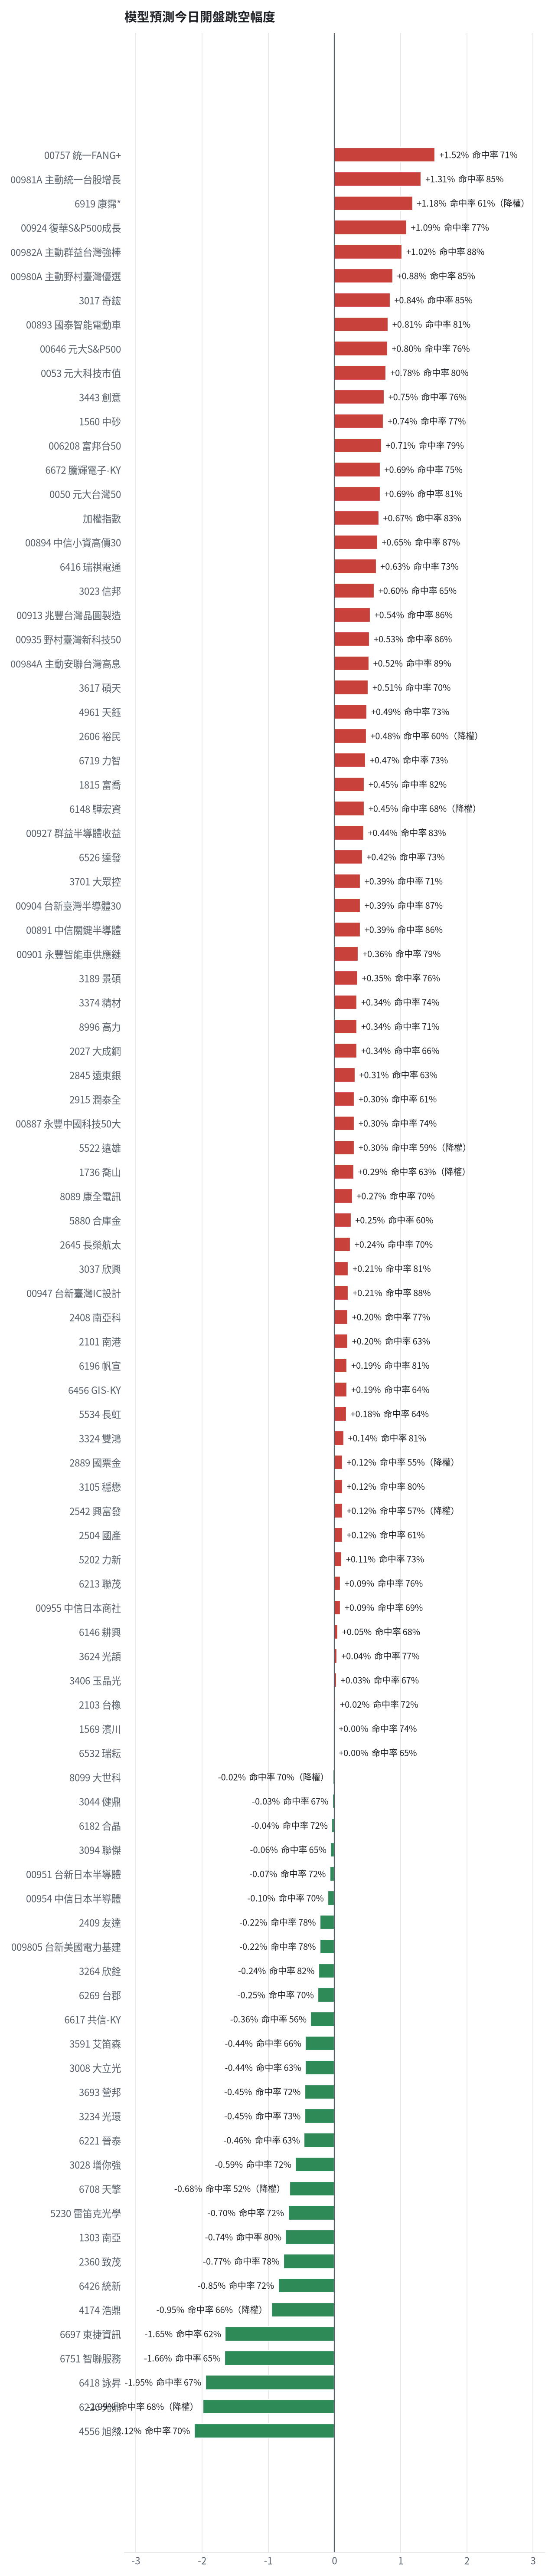 模型預測今日開盤跳空幅度
00757 統一FANG+ +1.52% 命中率 71%
00981A 主動統一台股增長 +1.31% 命中率 85%
6919 康霈* +1.18% 命中率 61%（降權）
00924 復華S&P500成長 +1.09% 命中率 77%
00982A 主動群益台灣強棒 +1.02% 命中率 88%
00980A 主動野村臺灣優選 +0.88% 命中率 85%
3017 奇鋐 +0.84% 命中率 85%
00893 國泰智能電動車 +0.81% 命中率 81%
00646 元大S&P500 +0.80% 命中率 76%
0053 元大科技市值 +0.78% 命中率 80%
3443 創意 +0.75% 命中率 76%
1560 中砂 +0.74% 命中率 77%
006208 富邦台50 +0.71% 命中率 79%
6672 騰輝電子-KY +0.69% 命中率 75%
0050 元大台灣50 +0.69% 命中率 81%
加權指數 +0.67% 命中率 83%
00894 中信小資高價30 +0.65% 命中率 87%
6416 瑞祺電通 +0.63% 命中率 73%
3023 信邦 +0.60% 命中率 65%
00913 兆豐台灣晶圓製造 +0.54% 命中率 86%
00935 野村臺灣新科技50 +0.53% 命中率 86%
00984A 主動安聯台灣高息 +0.52% 命中率 89%
3617 碩天 +0.51% 命中率 70%
4961 天鈺 +0.49% 命中率 73%
2606 裕民 +0.48% 命中率 60%（降權）
6719 力智 +0.47% 命中率 73%
1815 富喬 +0.45% 命中率 82%
6148 驊宏資 +0.45% 命中率 68%（降權）
00927 群益半導體收益 +0.44% 命中率 83%
6526 達發 +0.42% 命中率 73%
3701 大眾控 +0.39% 命中率 71%
00904 台新臺灣半導體30 +0.39% 命中率 87%
00891 中信關鍵半導體 +0.39% 命中率 86%
00901 永豐智能車供應鏈 +0.36% 命中率 79%
3189 景碩 +0.35% 命中率 76%
3374 精材 +0.34% 命中率 74%
8996 高力 +0.34% 命中率 71%
2027 大成鋼 +0.34% 命中率 66%
2845 遠東銀 +0.31% 命中率 63%
2915 潤泰全 +0.30% 命中率 61%
00887 永豐中國科技50大 +0.30% 命中率 74%
5522 遠雄 +0.30% 命中率 59%（降權）
1736 喬山 +0.29% 命中率 63%（降權）
8089 康全電訊 +0.27% 命中率 70%
5880 合庫金 +0.25% 命中率 60%
2645 長榮航太 +0.24% 命中率 70%
3037 欣興 +0.21% 命中率 81%
00947 台新臺灣IC設計 +0.21% 命中率 88%
2408 南亞科 +0.20% 命中率 77%
2101 南港 +0.20% 命中率 63%
6196 帆宣 +0.19% 命中率 81%
6456 GIS-KY +0.19% 命中率 64%
5534 長虹 +0.18% 命中率 64%
3324 雙鴻 +0.14% 命中率 81%
2889 國票金 +0.12% 命中率 55%（降權）
3105 穩懋 +0.12% 命中率 80%
2542 興富發 +0.12% 命中率 57%（降權）
2504 國產 +0.12% 命中率 61%
5202 力新 +0.11% 命中率 73%
6213 聯茂 +0.09% 命中率 76%
00955 中信日本商社 +0.09% 命中率 69%
6146 耕興 +0.05% 命中率 68%
3624 光頡 +0.04% 命中率 77%
3406 玉晶光 +0.03% 命中率 67%
2103 台橡 +0.02% 命中率 72%
1569 濱川 +0.00% 命中率 74%
6532 瑞耘 +0.00% 命中率 65%
8099 大世科 -0.02% 命中率 70%（降權）
3044 健鼎 -0.03% 命中率 67%
6182 合晶 -0.04% 命中率 72%
3094 聯傑 -0.06% 命中率 65%
00951 台新日本半導體 -0.07% 命中率 72%
00954 中信日本半導體 -0.10% 命中率 70%
2409 友達 -0.22% 命中率 78%
009805 台新美國電力基建 -0.22% 命中率 78%
3264 欣銓 -0.24% 命中率 82%
6269 台郡 -0.25% 命中率 70%
6617 共信-KY -0.36% 命中率 56%
3591 艾笛森 -0.44% 命中率 66%
3008 大立光 -0.44% 命中率 63%
3693 營邦 -0.45% 命中率 72%
3234 光環 -0.45% 命中率 73%
6221 晉泰 -0.46% 命中率 63%
3028 增你強 -0.59% 命中率 72%
6708 天擎 -0.68% 命中率 52%（降權）
5230 雷笛克光學 -0.70% 命中率 72%
1303 南亞 -0.74% 命中率 80%
2360 致茂 -0.77% 命中率 78%
6426 統新 -0.85% 命中率 72%
4174 浩鼎 -0.95% 命中率 66%（降權）
6697 東捷資訊 -1.65% 命中率 62%
6751 智聯服務 -1.66% 命中率 65%
6418 詠昇 -1.95% 命中率 67%
命中率 68%（降權）
4556 旭然 -2.12% 命中率 70%
-3 -2 -1 0 1 2 3